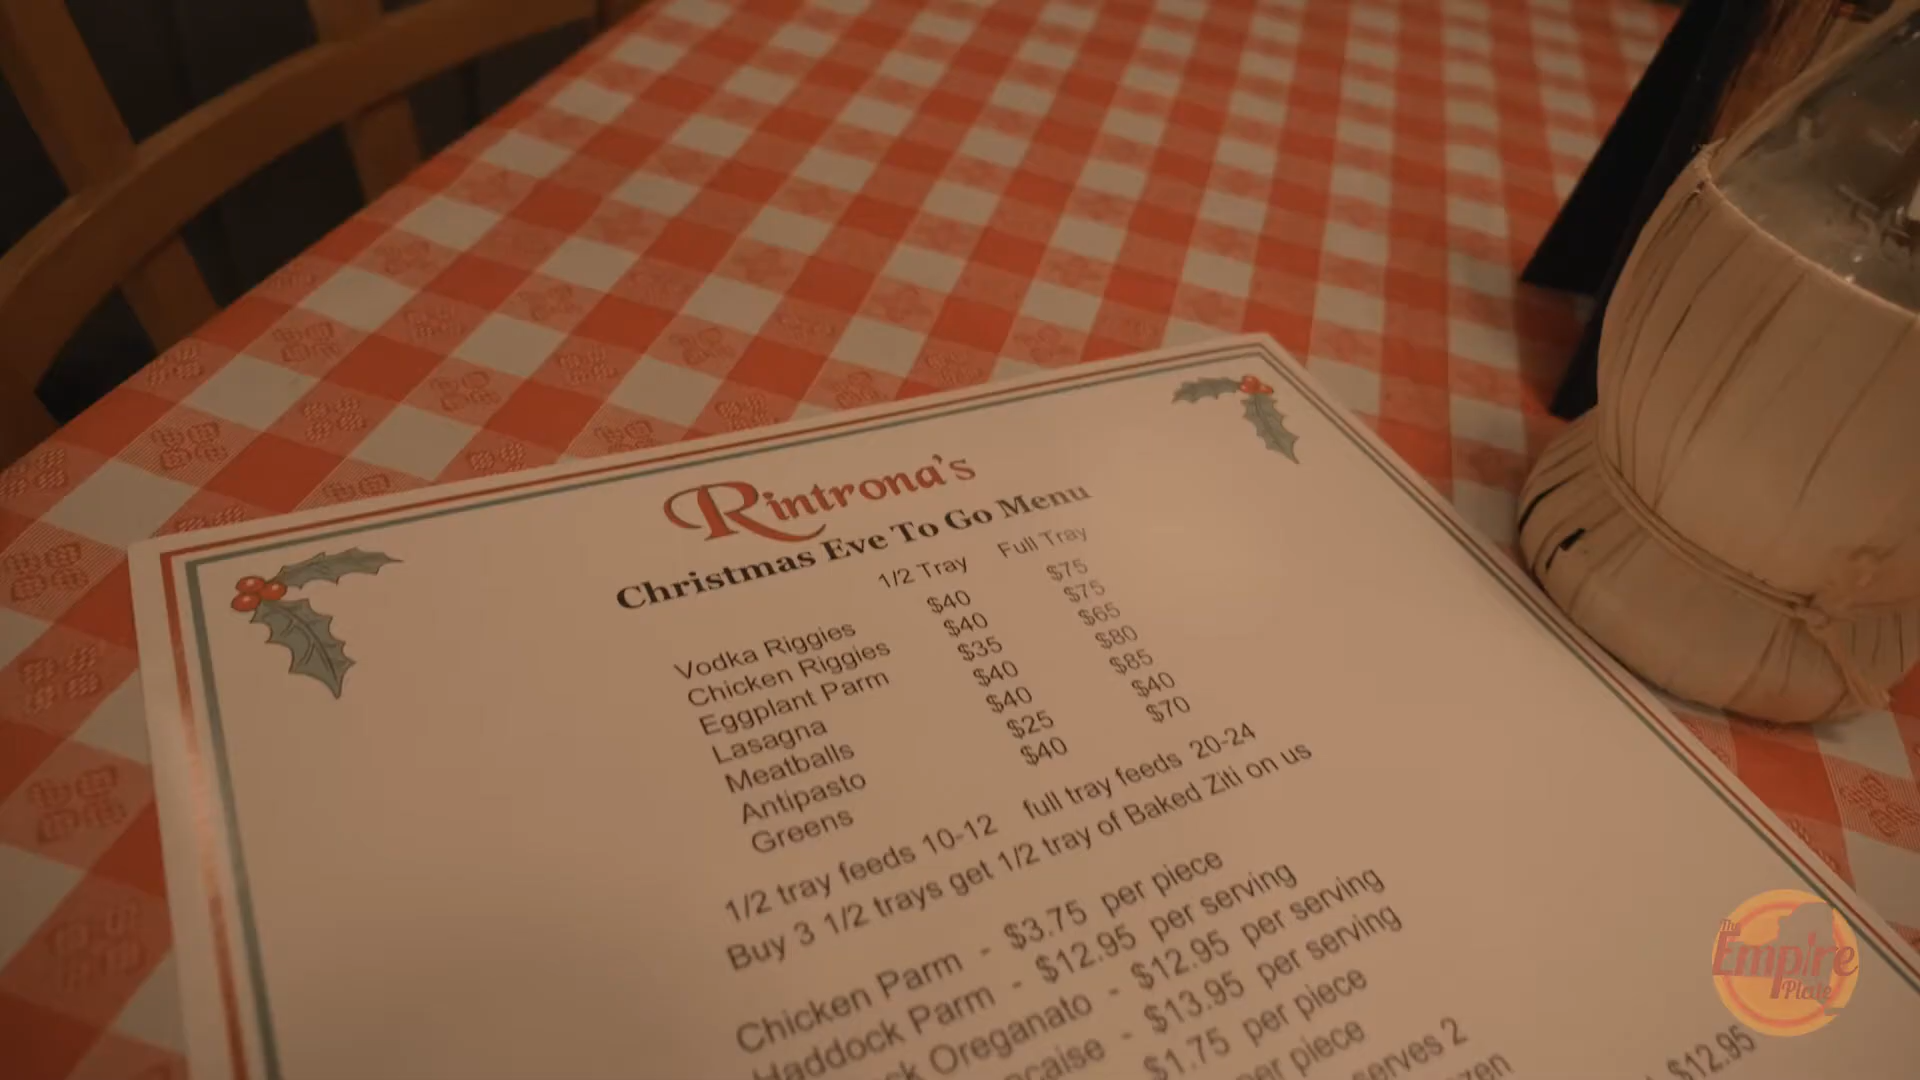 Rintrona's
Christmas Eve To Go Menu
1/2 Tray Full Tray
Vodka Riggies $40 $75
Chicken Riggies $40 $75
Eggplant Parm $35 $65
Lasagna $40 $80
Meatballs $40 $85
Antipasto $25 $40
Greens $40 $70
1/2 tray feeds 10-12 full tray feeds 20-24
Buy 3 1/2 trays get 1/2 tray of Baked Ziti on us
Chicken Parm - $3.75 per piece
Haddock Parm - $12.95 per serving
Oreganato - $12.95 per serving
- $13.95 per serving
$1.75 per piece
per piece
serves 2
$12.95
The
Empire
Plate